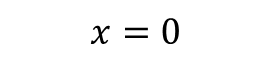 x = 0